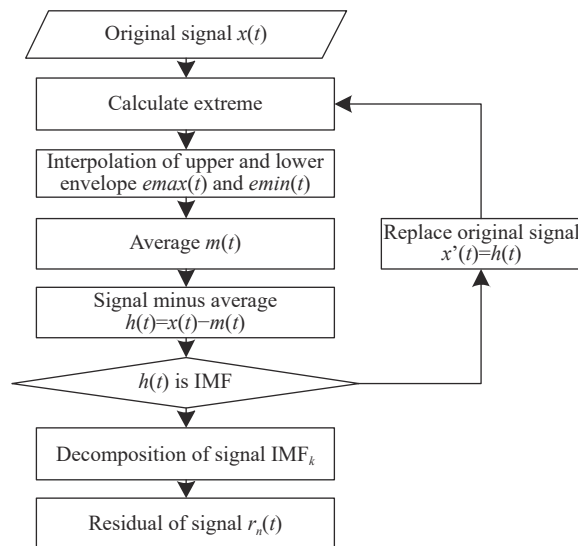 Original signal x(t)
Calculate extreme
Interpolation of upper and lower
envelope emax(t) and emin(t)
Average m(t)
Replace original signal
x’(t)=h(t)
Signal minus average
h(t)=x(t)−m(t)
h(t) is IMF
Decomposition of signal IMFₖ
Residual of signal rₙ(t)